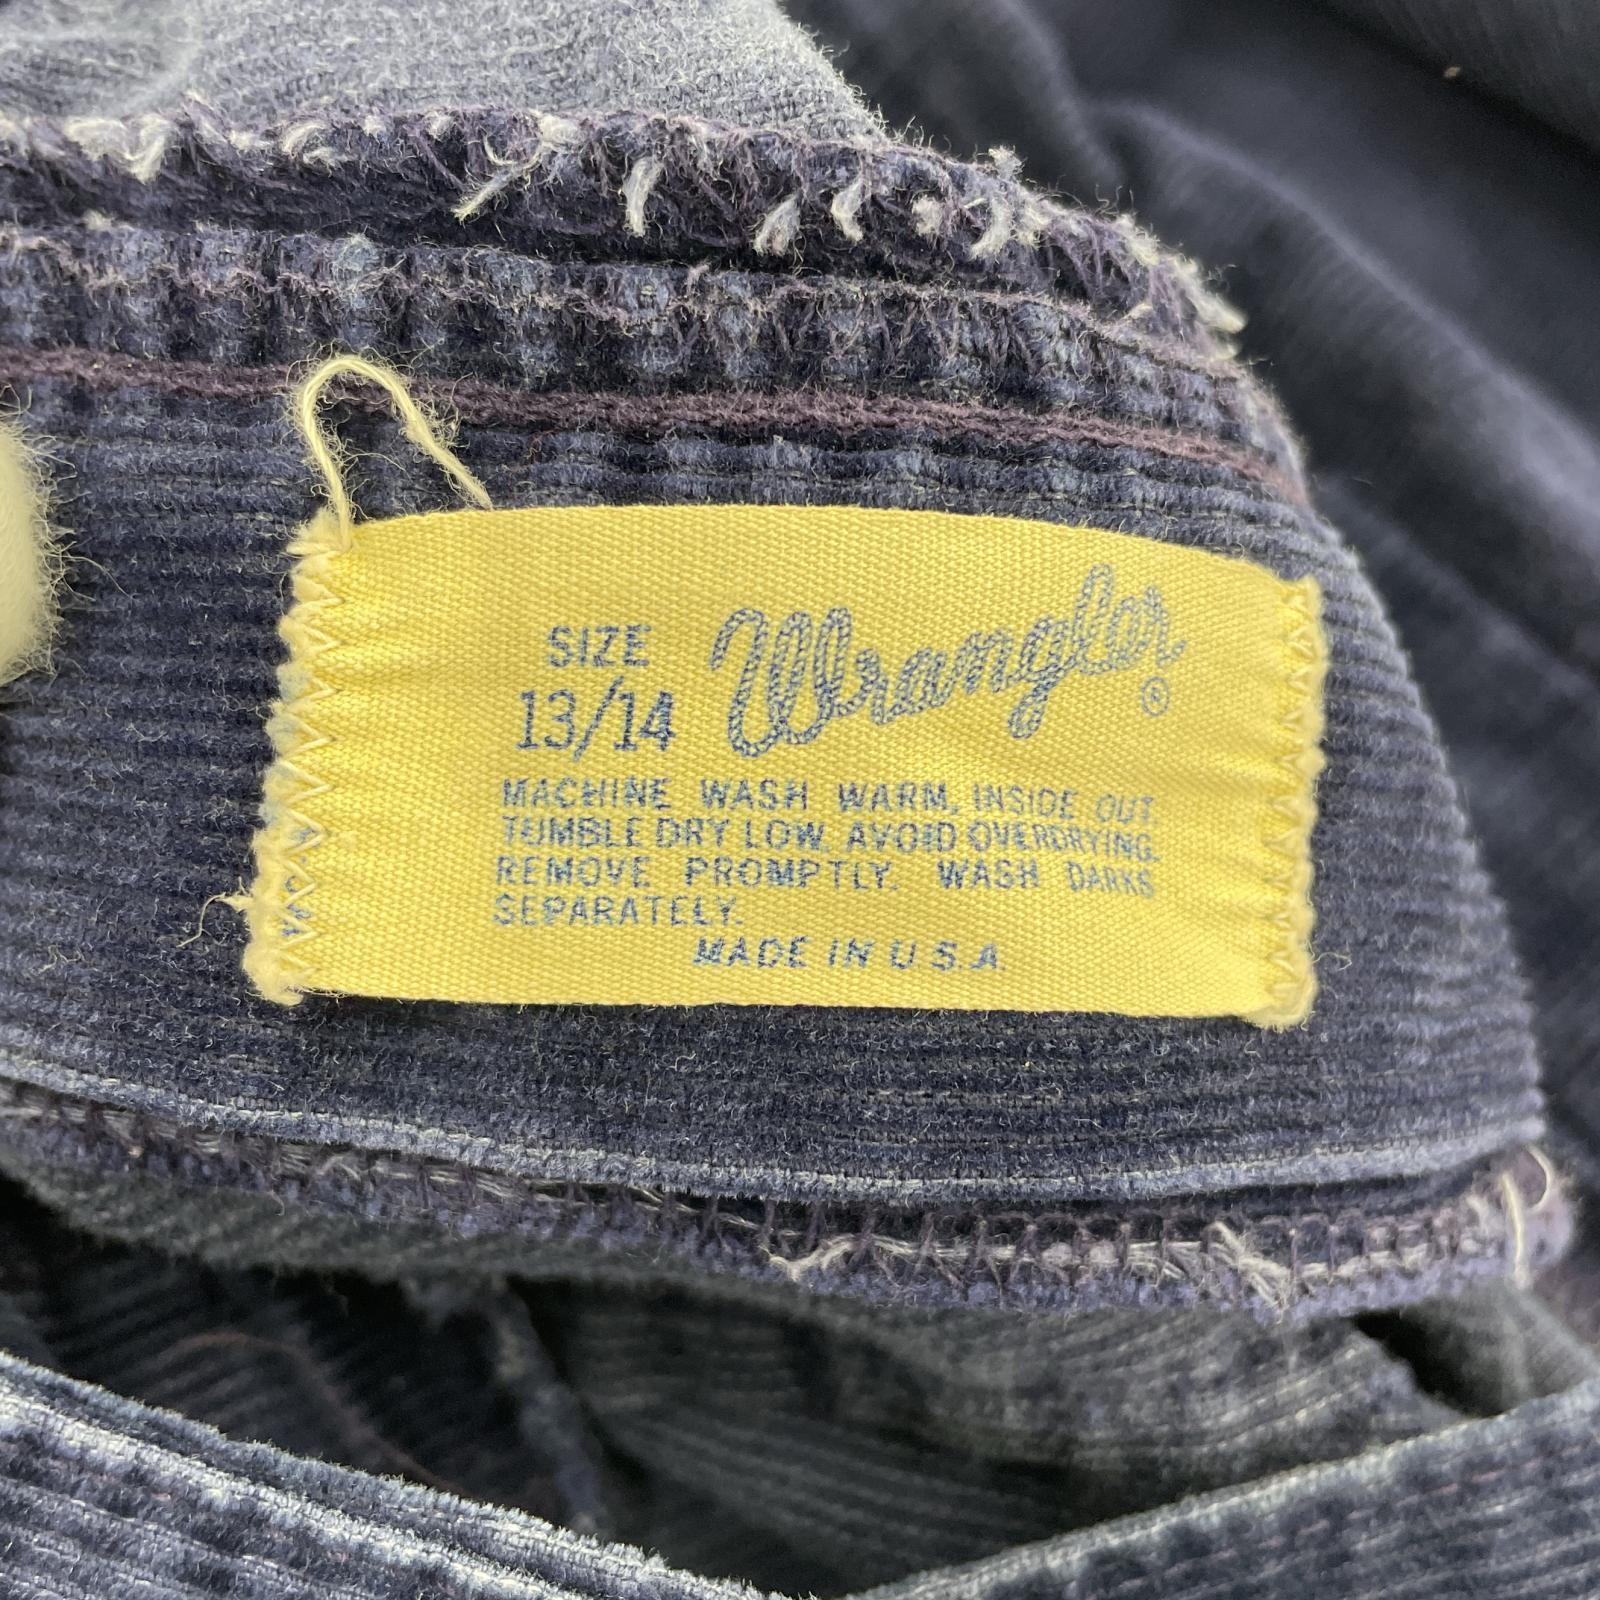 SIZE Wrangler ®
13/14
MACHINE WASH WARM, INSIDE OUT.
TUMBLE DRY LOW. AVOID OVERDRYING.
REMOVE PROMPTLY. WASH DARKS
SEPARATELY.
MADE IN U.S.A.